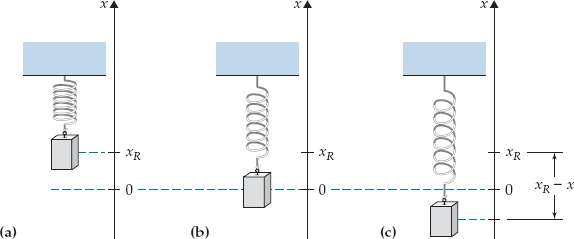 x x x
x_R x_R x_R x_R − x
0 0 0
(a) (b) (c)